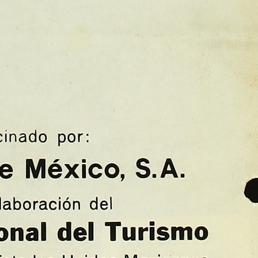 cinado por:
e México, S.A.
laboración del
onal del Turismo